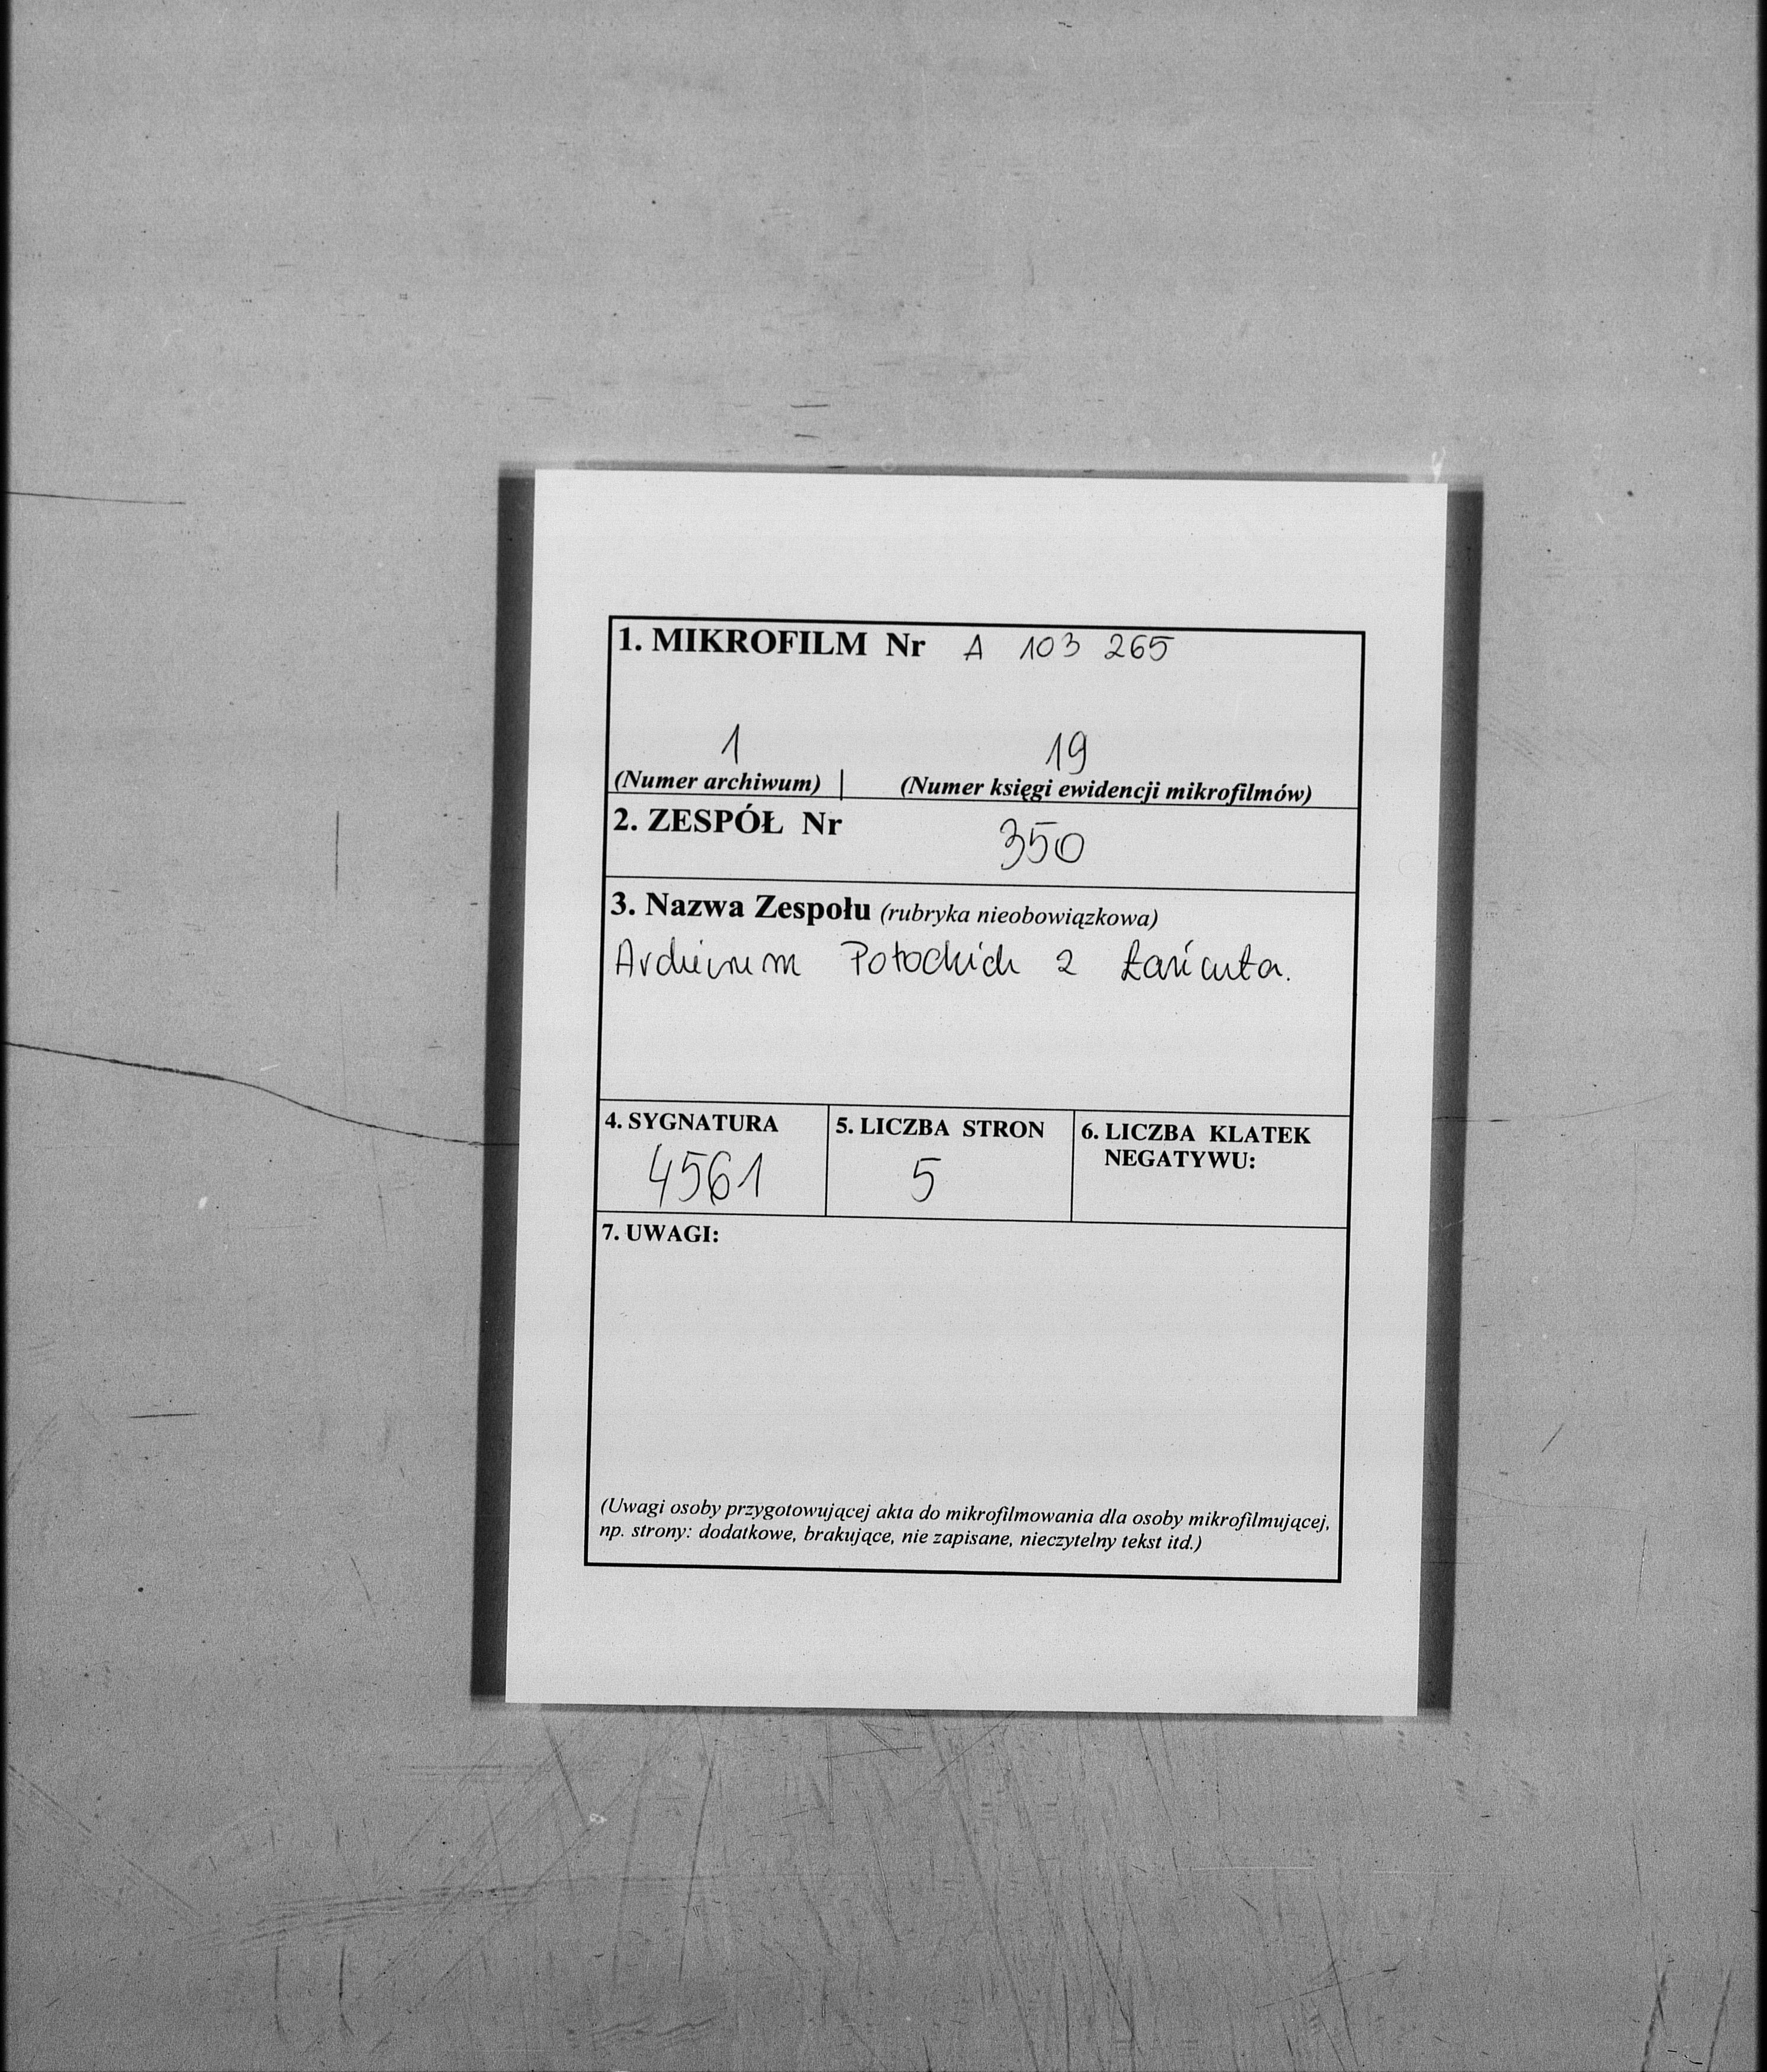 1. MIKROFILM Nr A 103 265
1 19
(Numer archiwum) | (Numer księgi ewidencji mikrofilmów)
2. ZESPÓŁ Nr 350
3. Nazwa Zespołu (rubryka nieobowiązkowa)
Archiwum Potockich z Łańcuta.
4. SYGNATURA 5. LICZBA STRON 6. LICZBA KLATEK
NEGATYWU:
4561 5
7. UWAGI:
(Uwagi osoby przygotowującej akta do mikrofilmowania dla osoby mikrofilmującej,
np. strony: dodatkowe, brakujące, nie zapisane, nieczytelny tekst itd.)